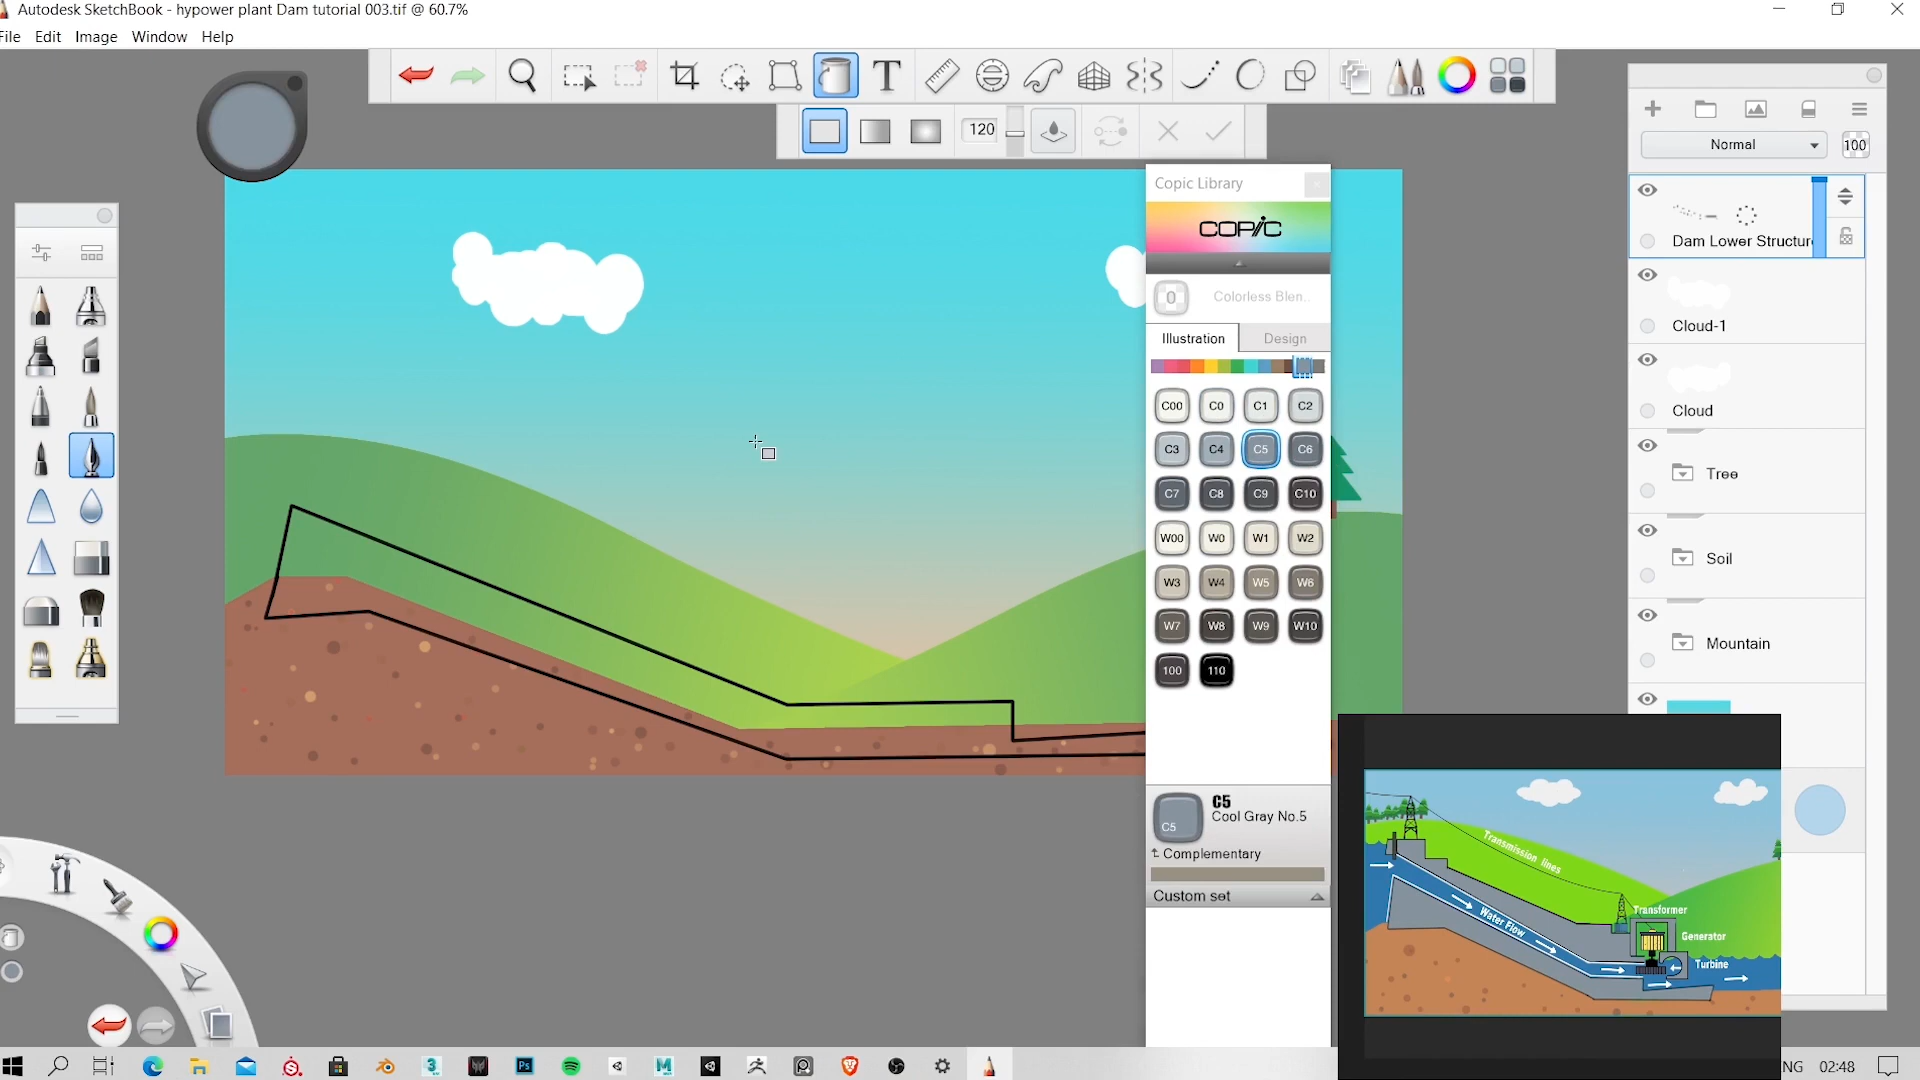 Autodesk SketchBook - hypower plant Dam tutorial 003.tif @ 60.7%
File Edit Image Window Help
T
120
Normal
100
Copic Library
COPIC
0 Colorless Blen..
Illustration Design
C00 C0 C1 C2
C3 C4 C5 C6
C7 C8 C9 C10
W00 W0 W1 W2
W3 W4 W5 W6
W7 W8 W9 W10
100 110
C5
C5
Cool Gray No.5
Complementary
Custom set
Dam Lower Structur
Cloud-1
Cloud
Tree
Soil
Mountain
Transmission lines
Water Flow
Transformer
Generator
Turbine
3
Ps
M
NG 02:48